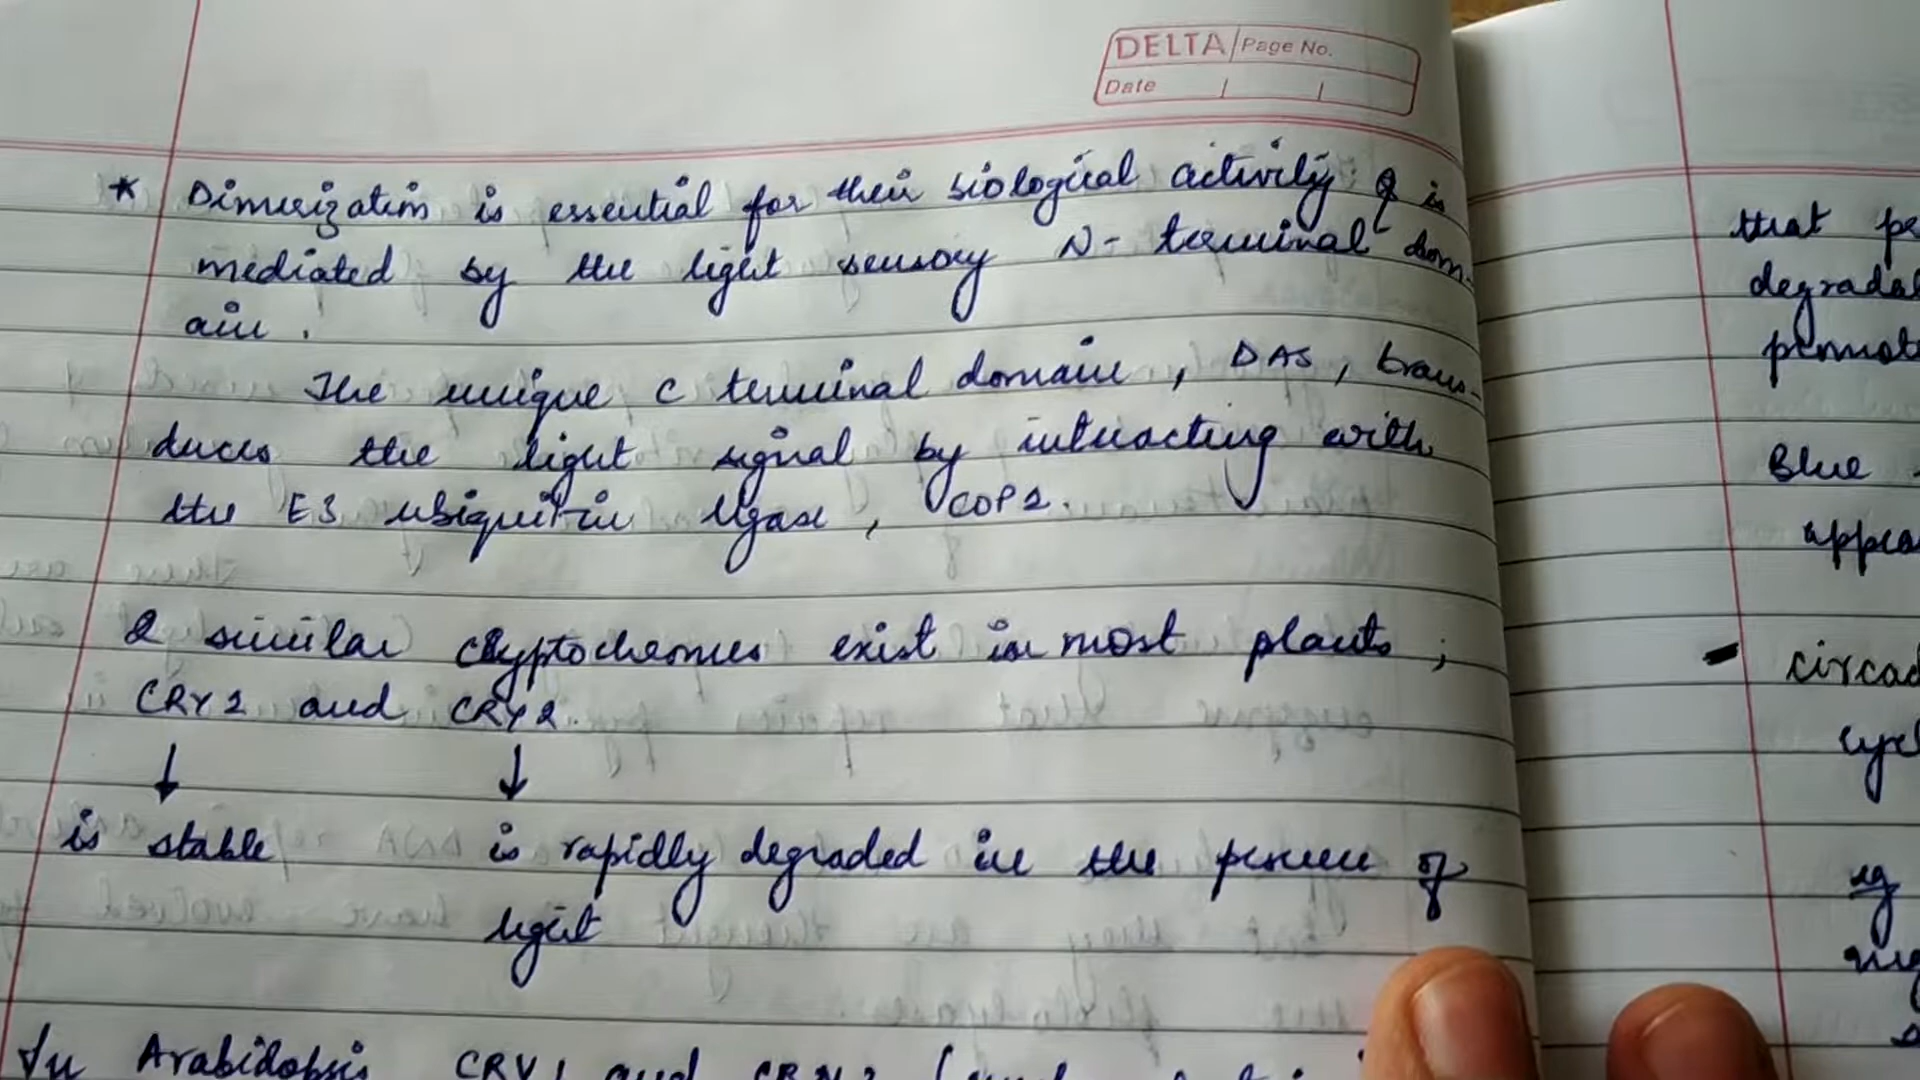 DELTA Page No.
Date
* Dimerization is essential for their biological activity & is
mediated by the light sensory N- terminal dom-
ain.
The unique C terminal domain, DAS, trans-
duces the light signal by interacting with
the E3 ubiquitin ligase, COP1.
2 similar cryptochromes exist in most plants;
CRY1 and CRY2.
is stable is rapidly degraded in the presence of
light
In Arabidopsis CRY1 and CRY2
that
Blue